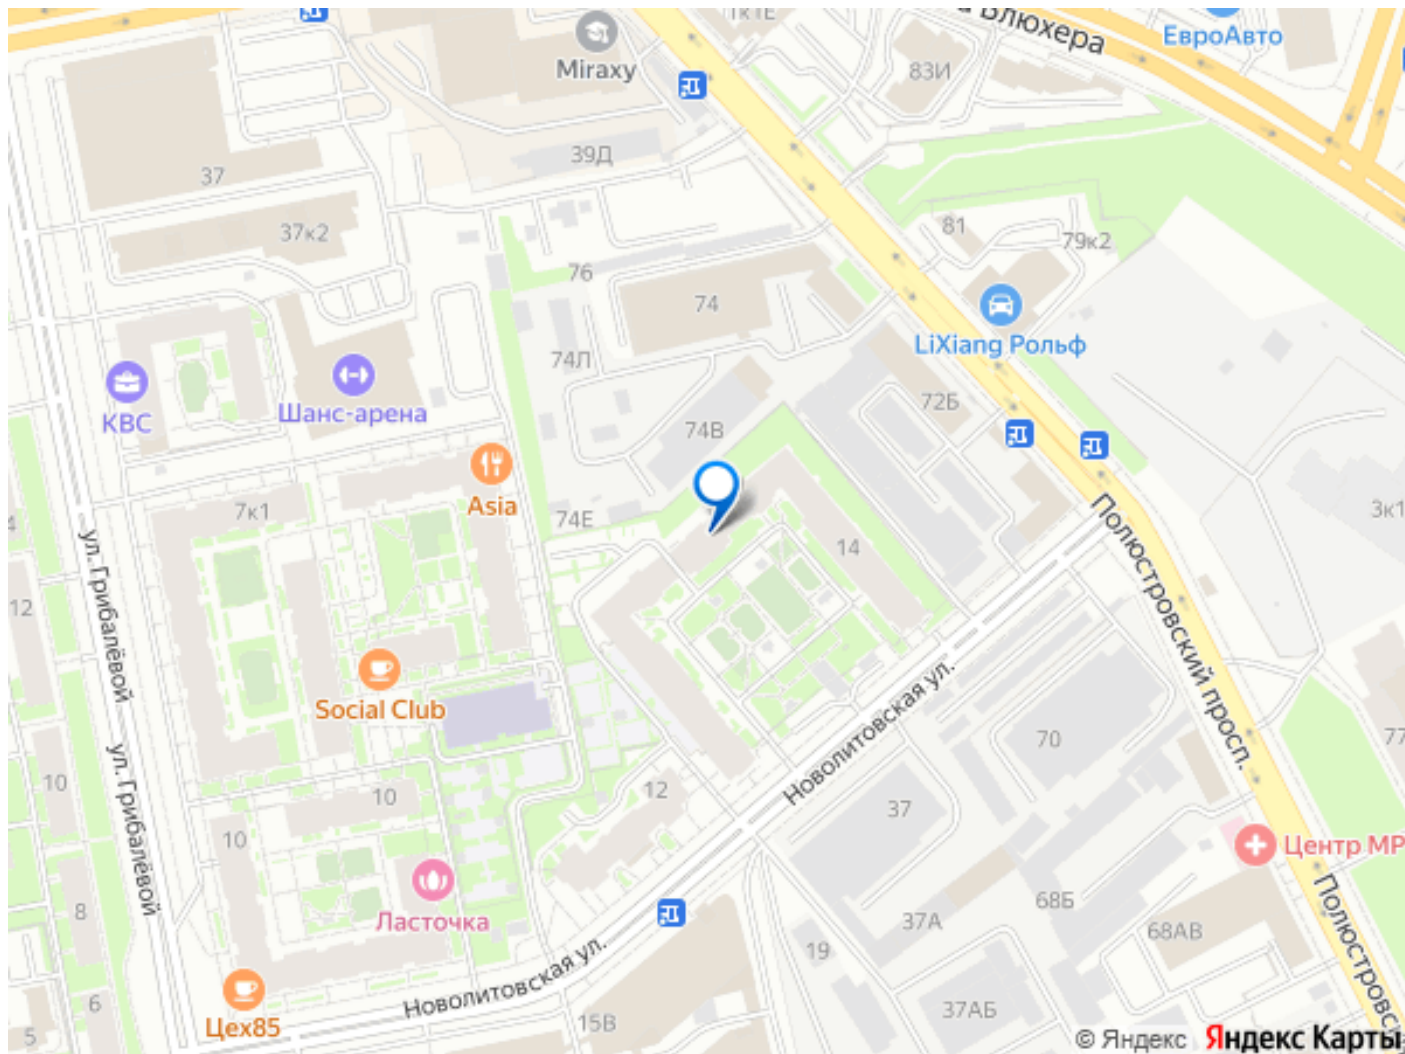 1к1Е
Блюхера
ЕвроАвто
Miraxy
83И
39Д
37
37к2
81
79к2
76
74
LiXiang Рольф
74Л
72Б
КВС
Шанс-арена
74В
Asia
7к1
74Е
14
3к1
Полюстровский просп.
ул. Грибалёвой
12
Social Club
Новолитовская ул.
70
77
ул. Грибалёвой
10
10
12
37
10
Центр МР
68Б
8
Ласточка
37А
68АВ
Полюстровс
19
Новолитовская ул.
6
Цех85
5
15В
37АБ
© Яндекс Яндекс Карты